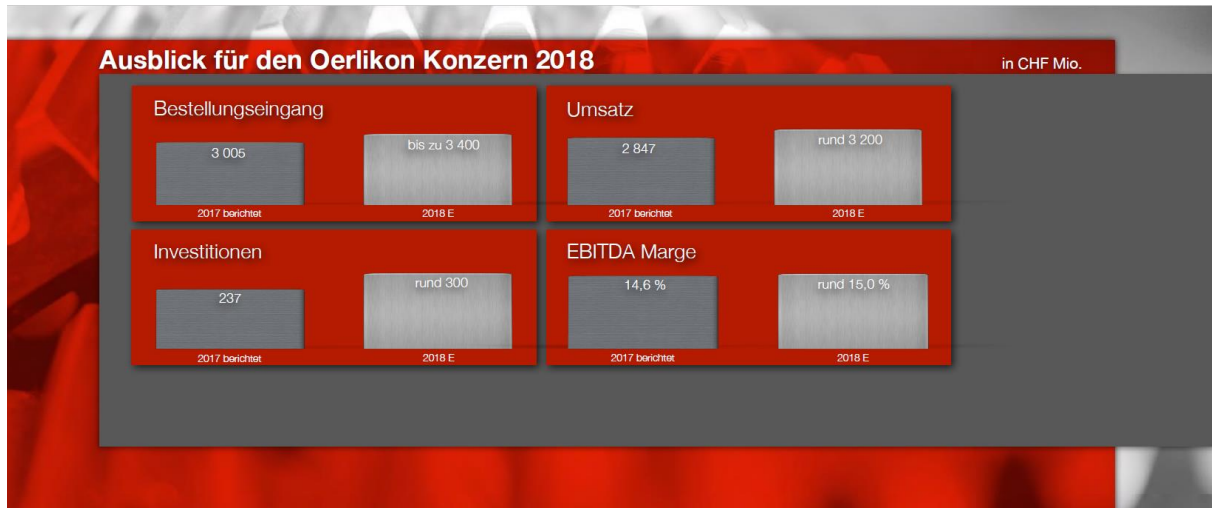 Ausblick für den Oerlikon Konzern 2018
in CHF Mio.
Bestellungseingang
3 005
bis zu 3 400
2017 berichtet
2018 E
Umsatz
2 847
rund 3 200
2017 berichtet
2018 E
Investitionen
237
rund 300
2017 berichtet
2018 E
EBITDA Marge
14,6 %
rund 15,0 %
2017 berichtet
2018 E